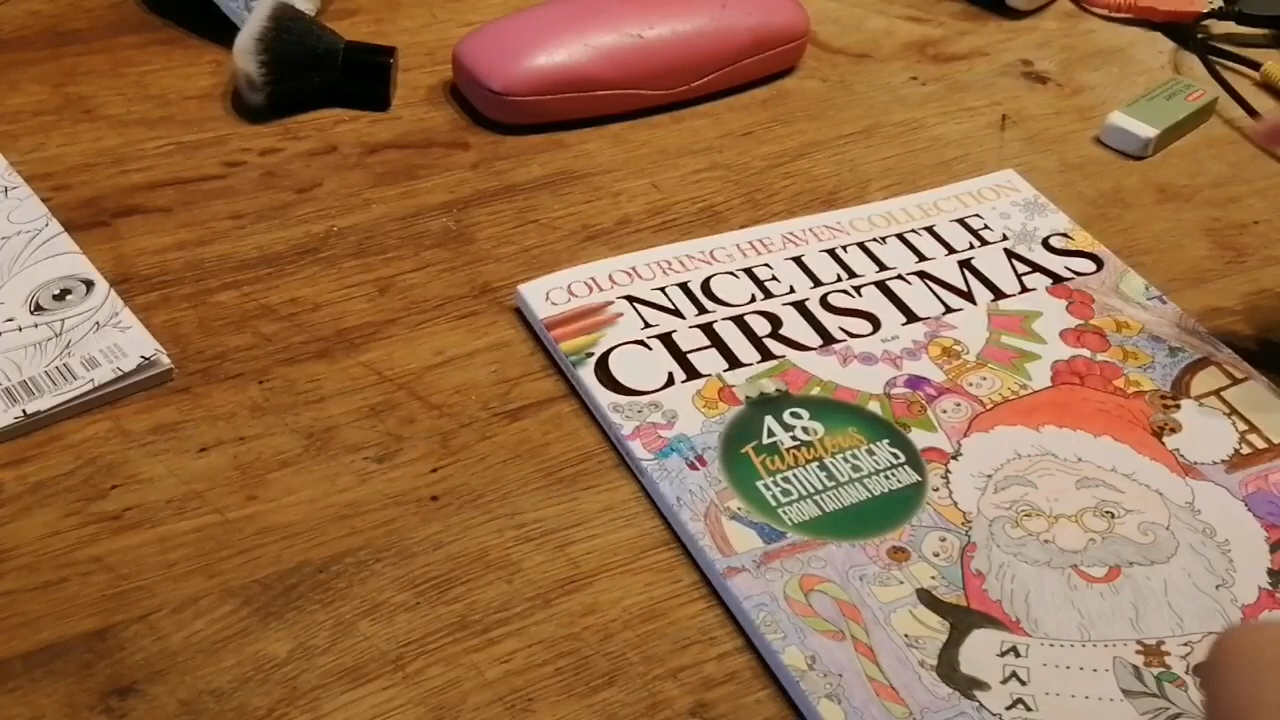 COLOURING HEAVEN COLLECTION
NICE LITTLE
CHRISTMAS
48
Fabulous
FESTIVE DESIGNS
FROM TATIANA BOGEMA